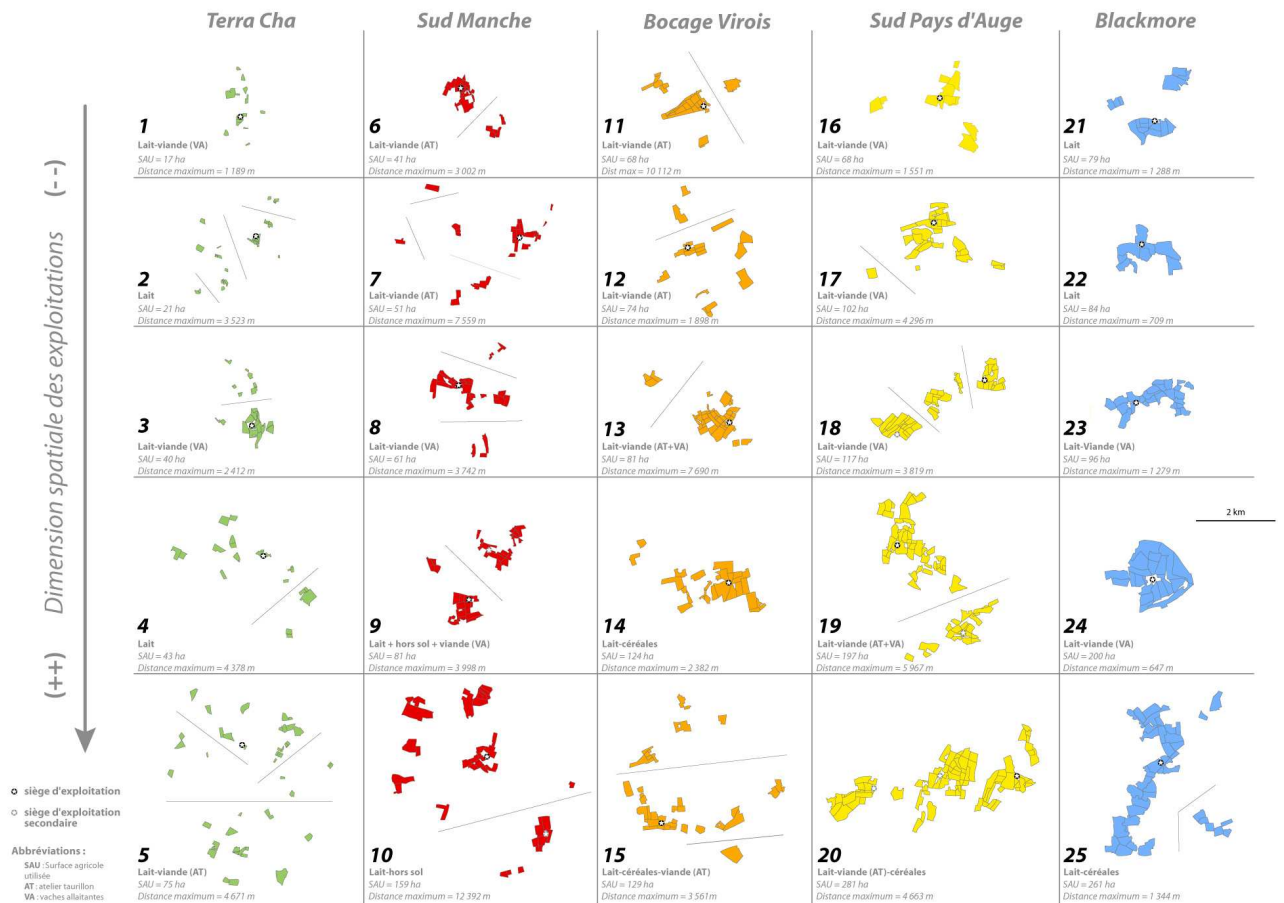 Terra Cha
Sud Manche
Bocage Virois
Sud Pays d'Auge
Blackmore
(- -)
Dimension spatiale des exploitations
(++)
1
Lait-viande (VA)
SAU = 17 ha
Distance maximum = 1 189 m
6
Lait-viande (AT)
SAU = 41 ha
Distance maximum = 3 002 m
11
Lait-viande (AT)
SAU = 68 ha
Dist max = 10 112 m
16
Lait-viande (VA)
SAU = 68 ha
Distance maximum = 1 551 m
21
Lait
SAU = 79 ha
Distance maximum = 1 288 m
2
Lait
SAU = 21 ha
Distance maximum = 3 523 m
7
Lait-viande (AT)
SAU = 51 ha
Distance maximum = 7 559 m
12
Lait-viande (AT)
SAU = 74 ha
Distance maximum = 1 898 m
17
Lait-viande (VA)
SAU = 102 ha
Distance maximum = 4 296 m
22
Lait
SAU = 84 ha
Distance maximum = 709 m
3
Lait-viande (VA)
SAU = 40 ha
Distance maximum = 2 412 m
8
Lait-viande (VA)
SAU = 61 ha
Distance maximum = 3 742 m
13
Lait-viande (AT+VA)
SAU = 81 ha
Distance maximum = 7 690 m
18
Lait-viande (VA)
SAU = 117 ha
Distance maximum = 3 819 m
23
Lait-Viande (VA)
SAU = 96 ha
Distance maximum = 1 279 m
2 km
4
Lait
SAU = 43 ha
Distance maximum = 4 378 m
9
Lait + hors sol + viande (VA)
SAU = 81 ha
Distance maximum = 3 998 m
14
Lait-céréales
SAU = 124 ha
Distance maximum = 2 382 m
19
Lait-viande (AT+VA)
SAU = 197 ha
Distance maximum = 5 967 m
24
Lait-viande (VA)
SAU = 200 ha
Distance maximum = 647 m
5
Lait-viande (AT)
SAU = 75 ha
Distance maximum = 4 671 m
10
Lait-hors sol
SAU = 159 ha
Distance maximum = 12 392 m
15
Lait-céréales-viande (AT)
SAU = 129 ha
Distance maximum = 3 561m
20
Lait-viande (AT)-céréales
SAU = 281 ha
Distance maximum = 4 663 m
25
Lait-céréales
SAU = 261 ha
Distance maximum = 1 344 m
siège d'exploitation
siège d'exploitation
secondaire
Abbréviations :
SAU : Surface agricole
utilisée
AT : atelier taurillon
VA : vaches allaitantes